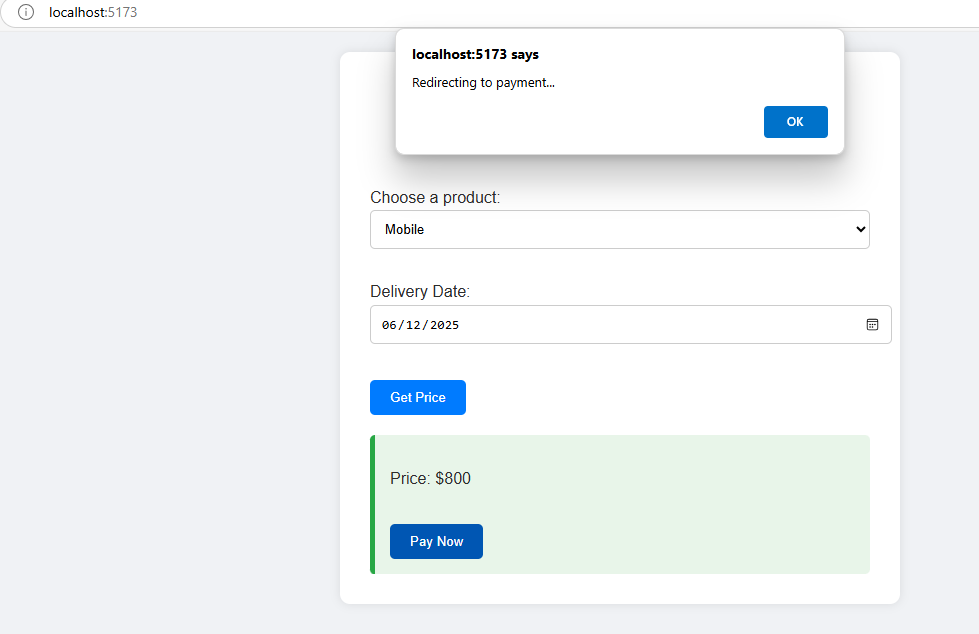 localhost:5173
localhost:5173 says
Redirecting to payment...
OK
Choose a product:
Mobile
Delivery Date:
06/12/2025
Get Price
Price: $800
Pay Now